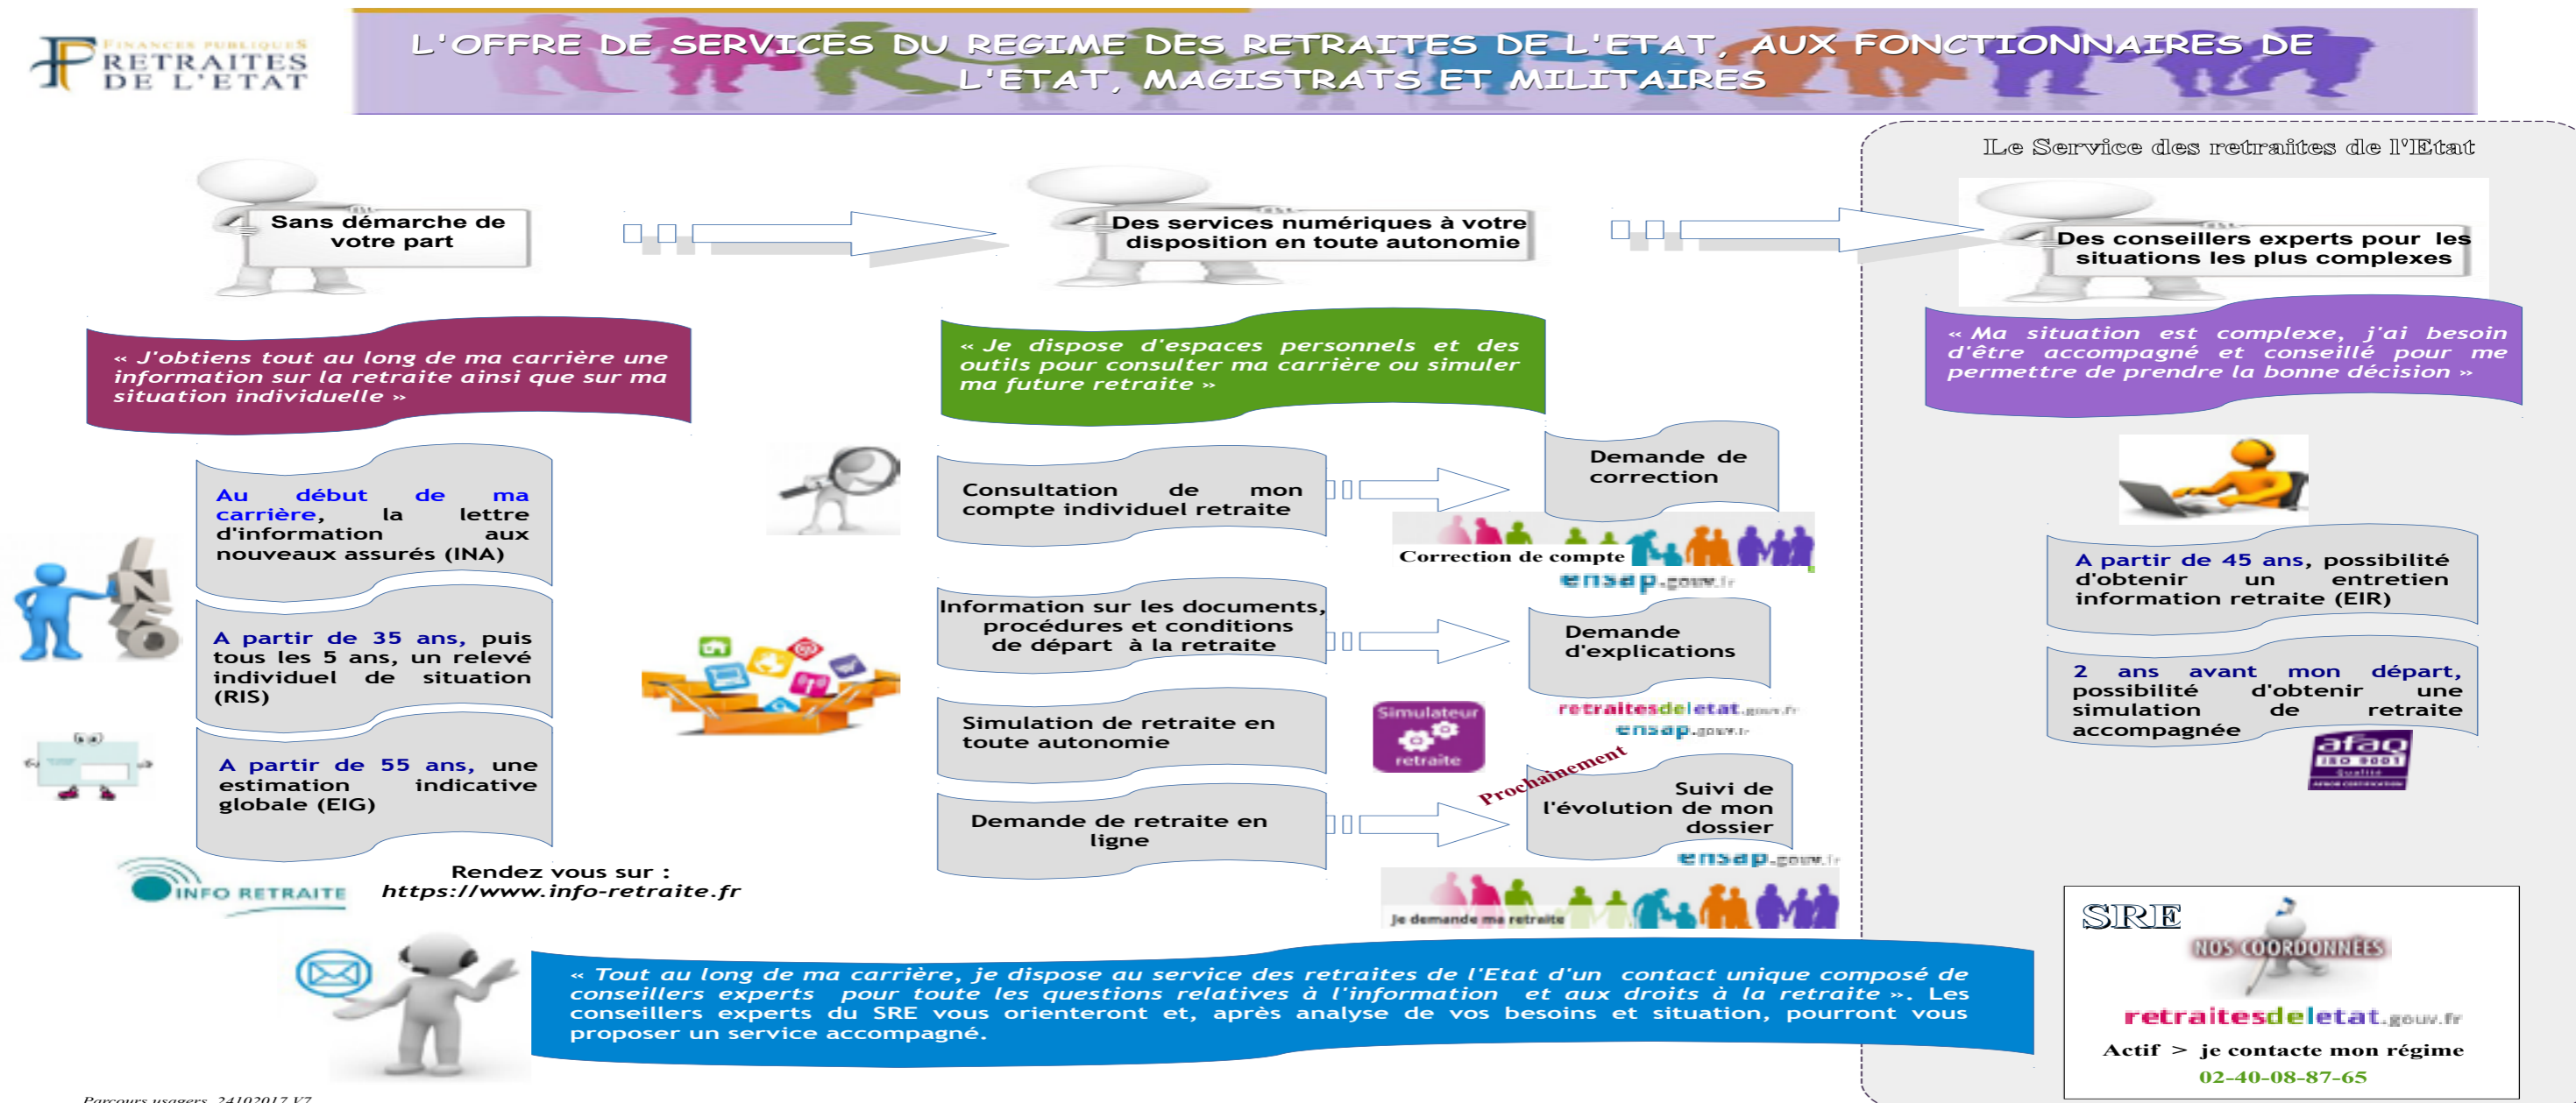 FINANCES PUBLIQUES
RETRAITES
DE L'ETAT
L'OFFRE DE SERVICES DU REGIME DES RETRAITES DE L'ETAT, AUX FONCTIONNAIRES DE
L'ETAT, MAGISTRATS ET MILITAIRES
Sans démarche de
votre part
« J'obtiens tout au long de ma carrière une
information sur la retraite ainsi que sur ma
situation individuelle »
Au début de ma
carrière, la lettre
d'information aux
nouveaux assurés (INA)
INFO
A partir de 35 ans, puis
tous les 5 ans, un relevé
individuel de situation
(RIS)
A partir de 55 ans, une
estimation indicative
globale (EIG)
INFO RETRAITE
Rendez vous sur :
https://www.info-retraite.fr
Des services numériques à votre
disposition en toute autonomie
« Je dispose d'espaces personnels et des
outils pour consulter ma carrière ou simuler
ma future retraite »
Consultation de mon
compte individuel retraite
Demande de
correction
Correction de compte
ensap.gouv.fr
Information sur les documents,
procédures et conditions
de départ à la retraite
Demande
d'explications
retraitesdeletat.gouv.fr
ensap.gouv.fr
Simulation de retraite en
toute autonomie
Simulateur
retraite
Demande de retraite en
ligne
Prochainement
Suivi de
l'évolution de mon
dossier
ensap.gouv.fr
Je demande ma retraite
Le Service des retraites de l'Etat
Des conseillers experts pour les
situations les plus complexes
« Ma situation est complexe, j'ai besoin
d'être accompagné et conseillé pour me
permettre de prendre la bonne décision »
A partir de 45 ans, possibilité
d'obtenir un entretien
information retraite (EIR)
2 ans avant mon départ,
possibilité d'obtenir une
simulation de retraite
accompagnée
afaq
ISO 9001
Qualité
AFNOR CERTIFICATION
« Tout au long de ma carrière, je dispose au service des retraites de l'Etat d'un contact unique composé de
conseillers experts pour toute les questions relatives à l'information et aux droits à la retraite ». Les
conseillers experts du SRE vous orienteront et, après analyse de vos besoins et situation, pourront vous
proposer un service accompagné.
SRE
NOS COORDONNÉES
retraitesdeletat.gouv.fr
Actif > je contacte mon régime
02-40-08-87-65
Parcours usagers 24102017 V7